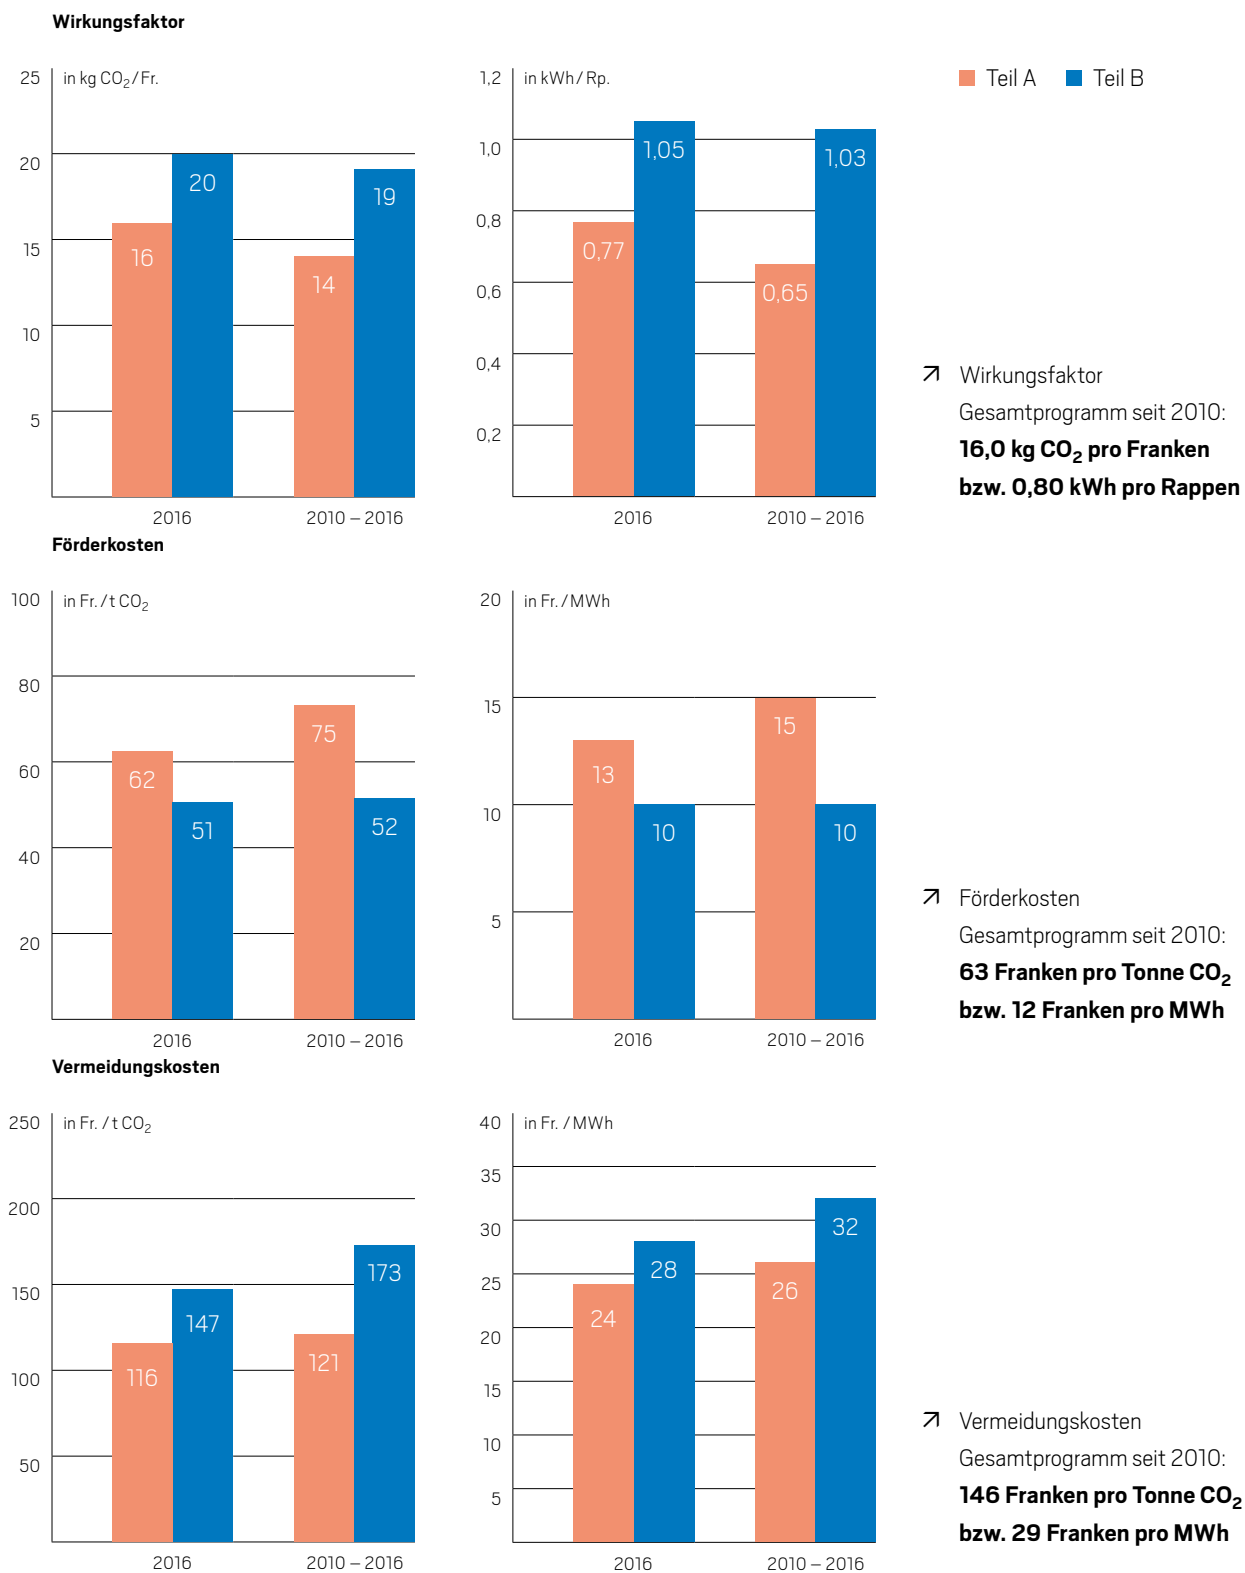 Wirkungsfaktor
Teil A
Teil B
in kg CO₂/Fr.
25
20
15
10
5
16
20
14
19
2016
2010 – 2016
in kWh/Rp.
1,2
1,0
0,8
0,6
0,4
0,2
0,77
1,05
0,65
1,03
2016
2010 – 2016
Wirkungsfaktor
Gesamtprogramm seit 2010:
16,0 kg CO₂ pro Franken
bzw. 0,80 kWh pro Rappen
Förderkosten
in Fr./t CO₂
100
80
60
40
20
62
51
75
52
2016
2010 – 2016
in Fr./MWh
20
15
10
5
13
10
15
10
2016
2010 – 2016
Förderkosten
Gesamtprogramm seit 2010:
63 Franken pro Tonne CO₂
bzw. 12 Franken pro MWh
Vermeidungskosten
in Fr. /t CO₂
250
200
150
100
50
116
147
121
173
2016
2010 – 2016
in Fr. /MWh
40
35
30
25
20
15
10
5
24
28
26
32
2016
2010 – 2016
Vermeidungskosten
Gesamtprogramm seit 2010:
146 Franken pro Tonne CO₂
bzw. 29 Franken pro MWh